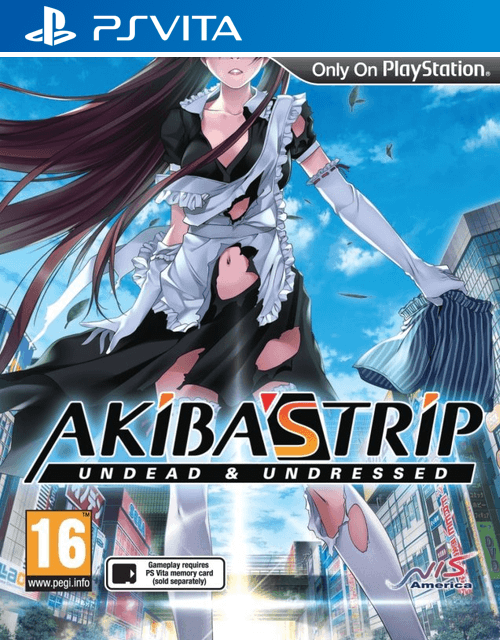 PSVITA
Only On PlayStation®
AKIBA'S TRIP
UNDEAD & UNDRESSED
16
www.pegi.info
Gameplay requires
PS Vita memory card
(sold separately)
NIS
America